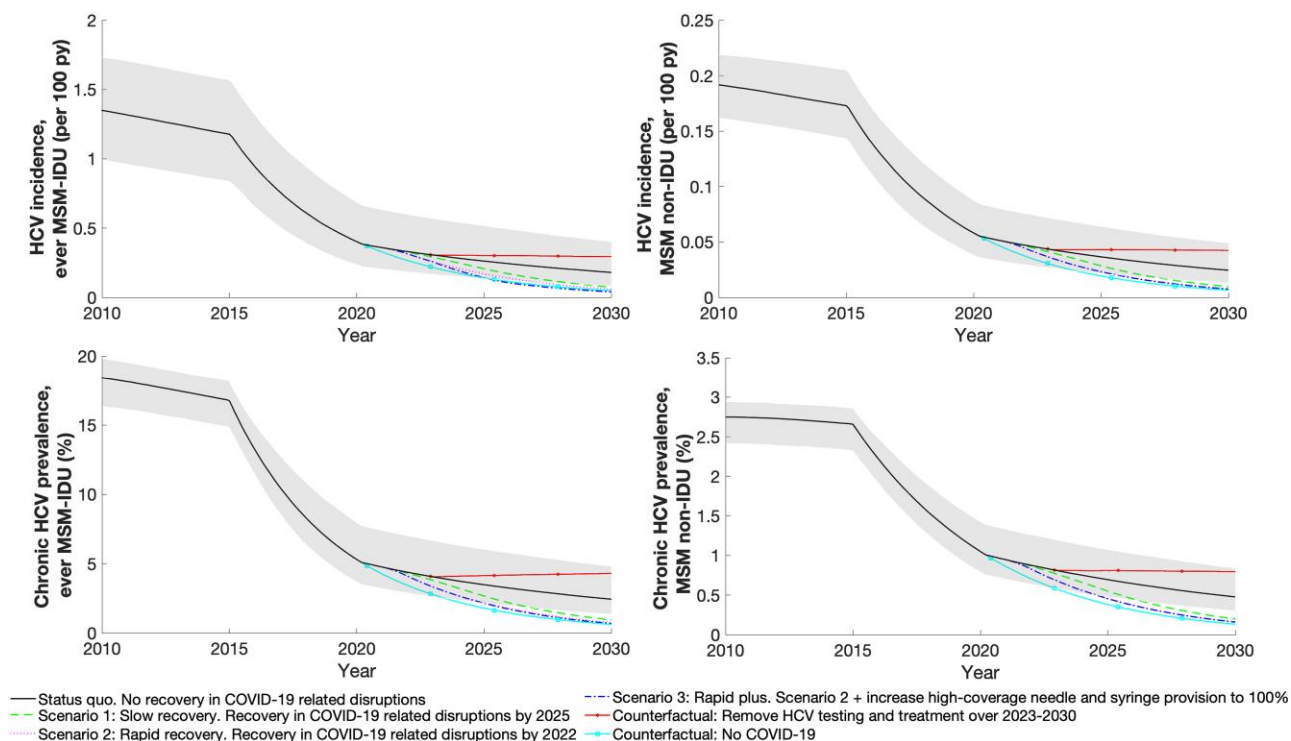 HCV incidence,
ever MSM-IDU (per 100 py)
2
1.5
1
0.5
0
2010
2015
2020
2025
2030
Year
HCV incidence,
MSM non-IDU (per 100 py)
0.25
0.2
0.15
0.1
0.05
0
2010
2015
2020
2025
2030
Year
Chronic HCV prevalence,
ever MSM-IDU (%)
20
15
10
5
0
2010
2015
2020
2025
2030
Year
Chronic HCV prevalence,
MSM non-IDU (%)
3.5
3
2.5
2
1.5
1
0.5
0
2010
2015
2020
2025
2030
Year
Status quo. No recovery in COVID-19 related disruptions
Scenario 1: Slow recovery. Recovery in COVID-19 related disruptions by 2025
Scenario 2: Rapid recovery. Recovery in COVID-19 related disruptions by 2022
Scenario 3: Rapid plus. Scenario 2 + increase high-coverage needle and syringe provision to 100%
Counterfactual: Remove HCV testing and treatment over 2023-2030
Counterfactual: No COVID-19